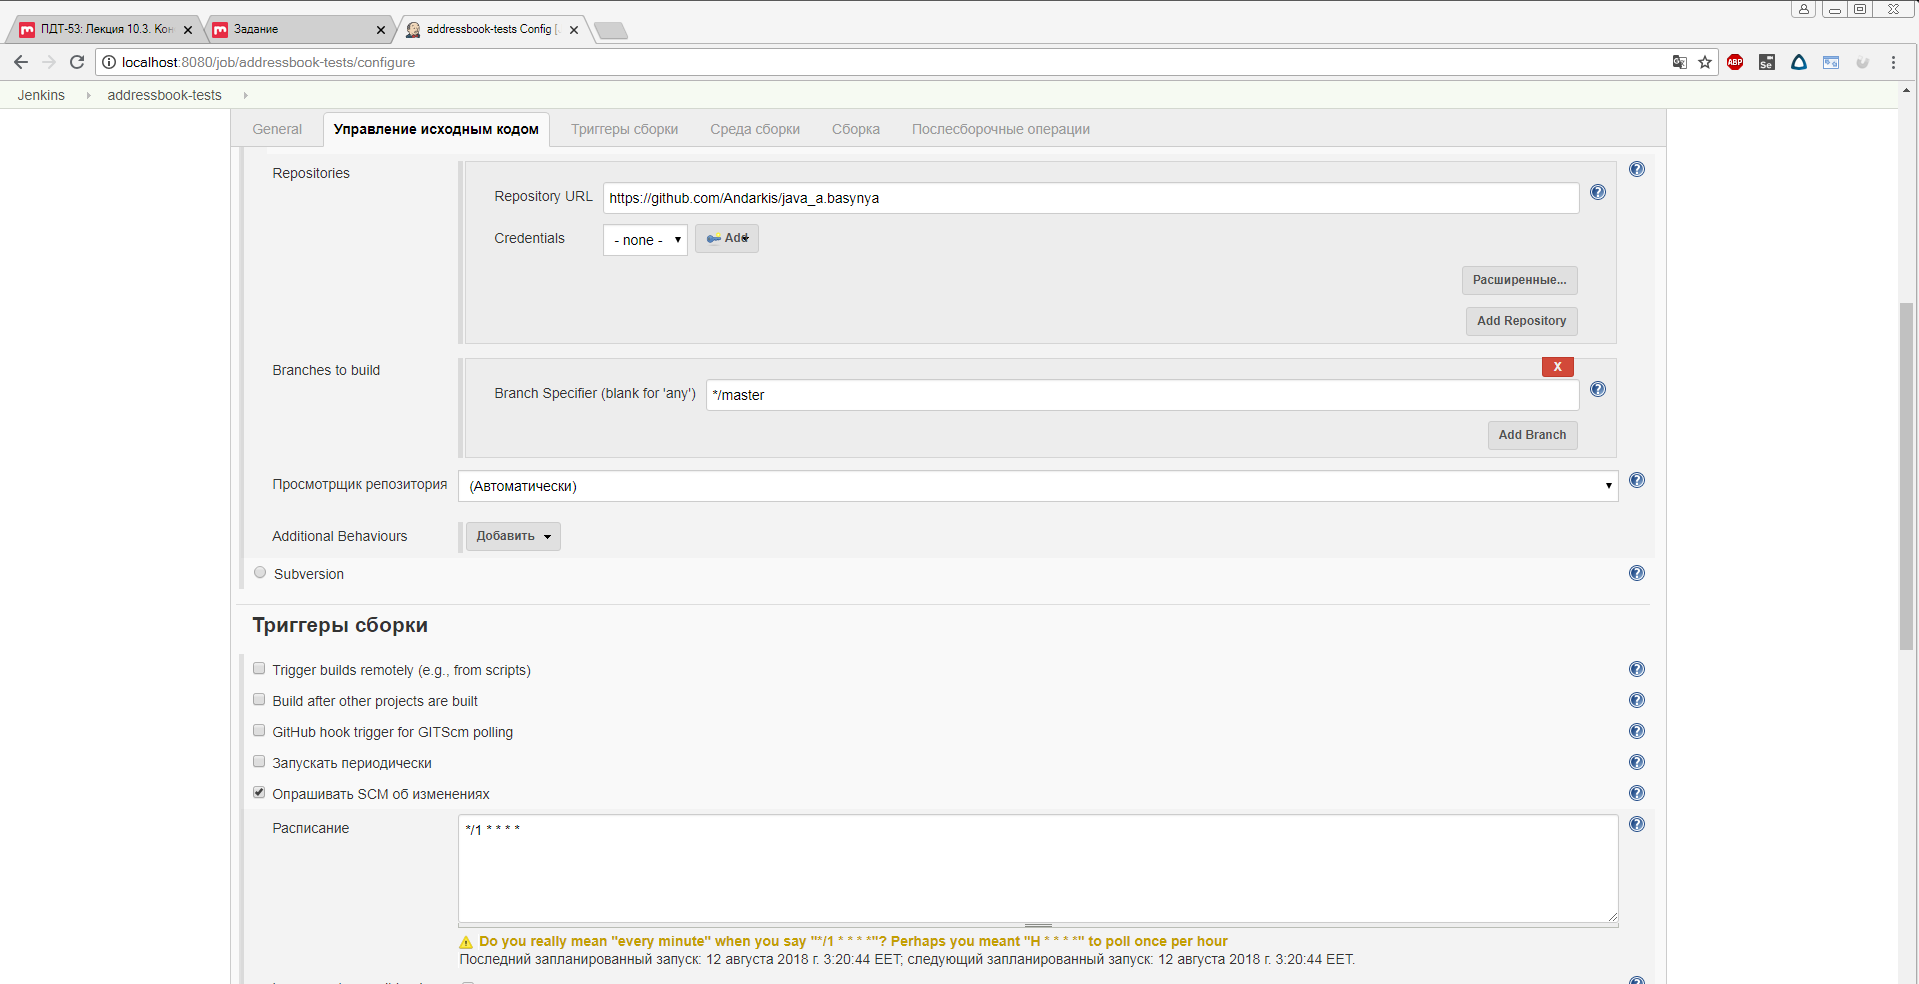 ПДТ-53: Лекция 10.3. Кон
Задание
addressbook-tests Config [
localhost:8080/job/addressbook-tests/configure
ABP
Se
Jenkins
addressbook-tests
General
Управление исходным кодом
Триггеры сборки
Среда сборки
Сборка
Послесборочные операции
Repositories
Repository URL
https://github.com/Andarkis/java_a.basynya
Credentials
- none -
Add
Расширенные...
Add Repository
Branches to build
X
Branch Specifier (blank for 'any')
*/master
Add Branch
Просмотрщик репозитория
(Автоматически)
Additional Behaviours
Добавить
Subversion
Триггеры сборки
Trigger builds remotely (e.g., from scripts)
Build after other projects are built
GitHub hook trigger for GITScm polling
Запускать периодически
Опрашивать SCM об изменениях
Расписание
*/1 * * * *
Do you really mean "every minute" when you say "*/1 * * * *"? Perhaps you meant "H * * * *" to poll once per hour
Последний запланированный запуск: 12 августа 2018 г. 3:20:44 EET; следующий запланированный запуск: 12 августа 2018 г. 3:20:44 EET.